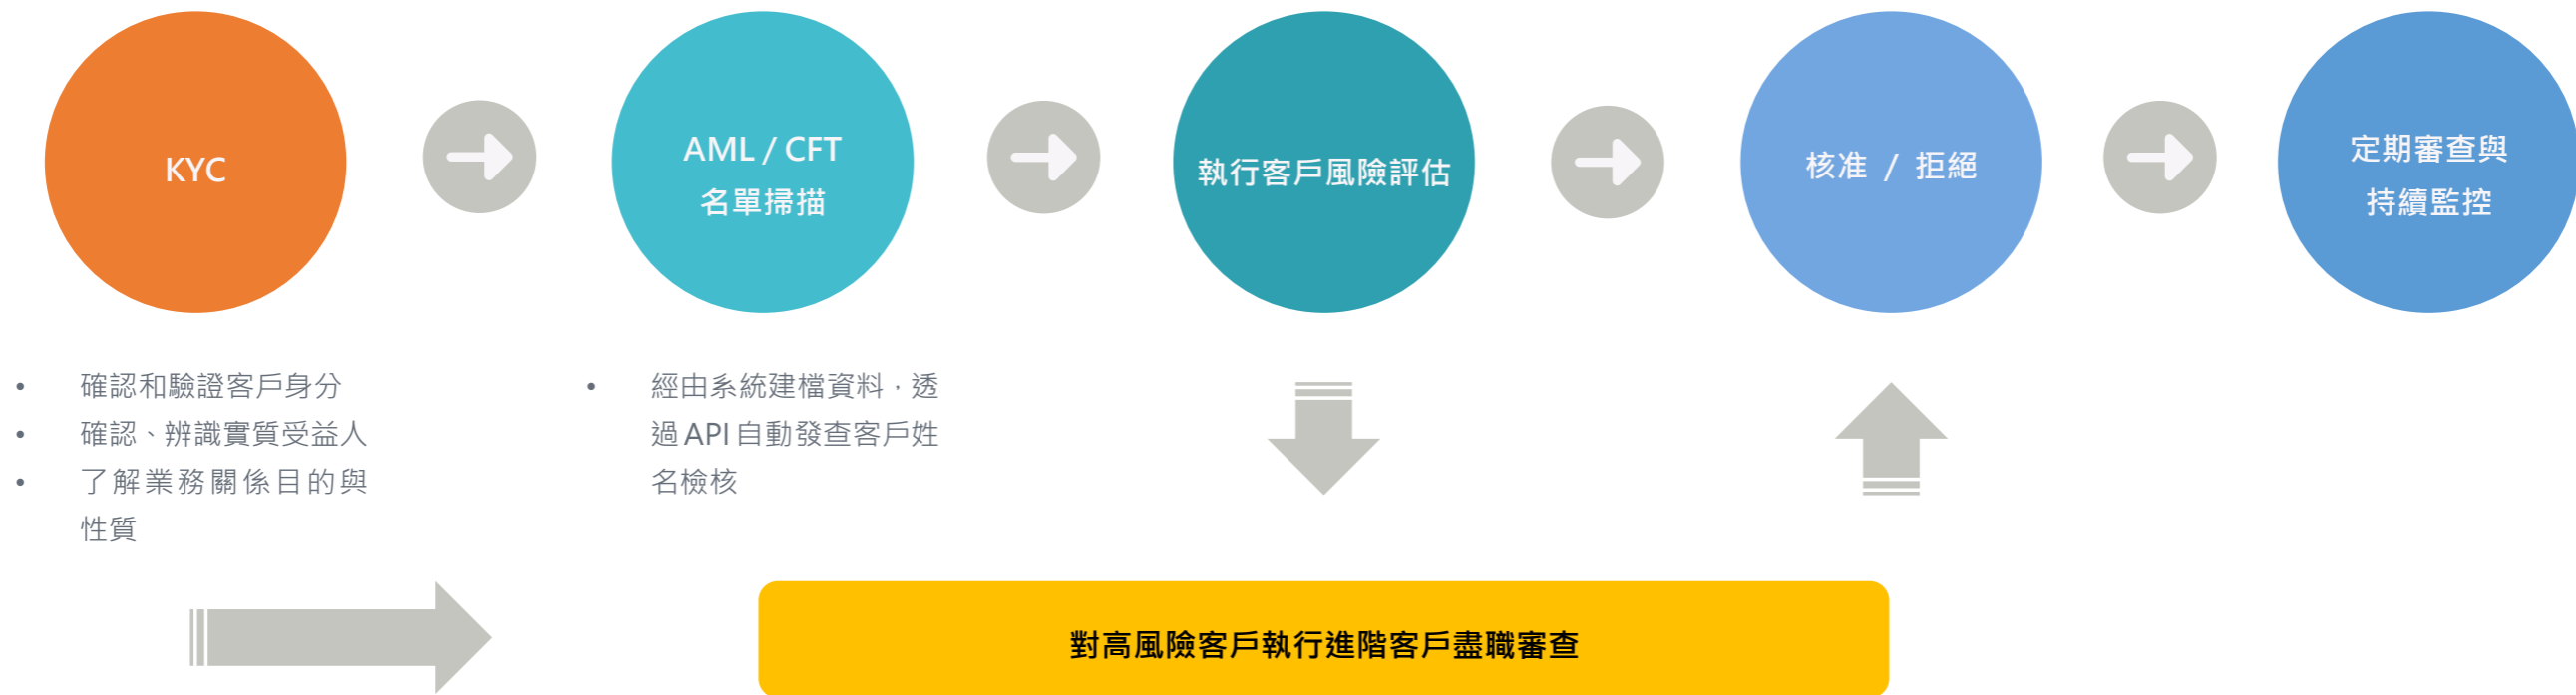 KYC
AML / CFT
名單掃描
執行客戶風險評估
核准 / 拒絕
定期審查與
持續監控
• 確認和驗證客戶身分
• 確認、辨識實質受益人
• 了解業務關係目的與
性質
• 經由系統建檔資料，透
過API自動發查客戶姓
名檢核
對高風險客戶執行進階客戶盡職審查